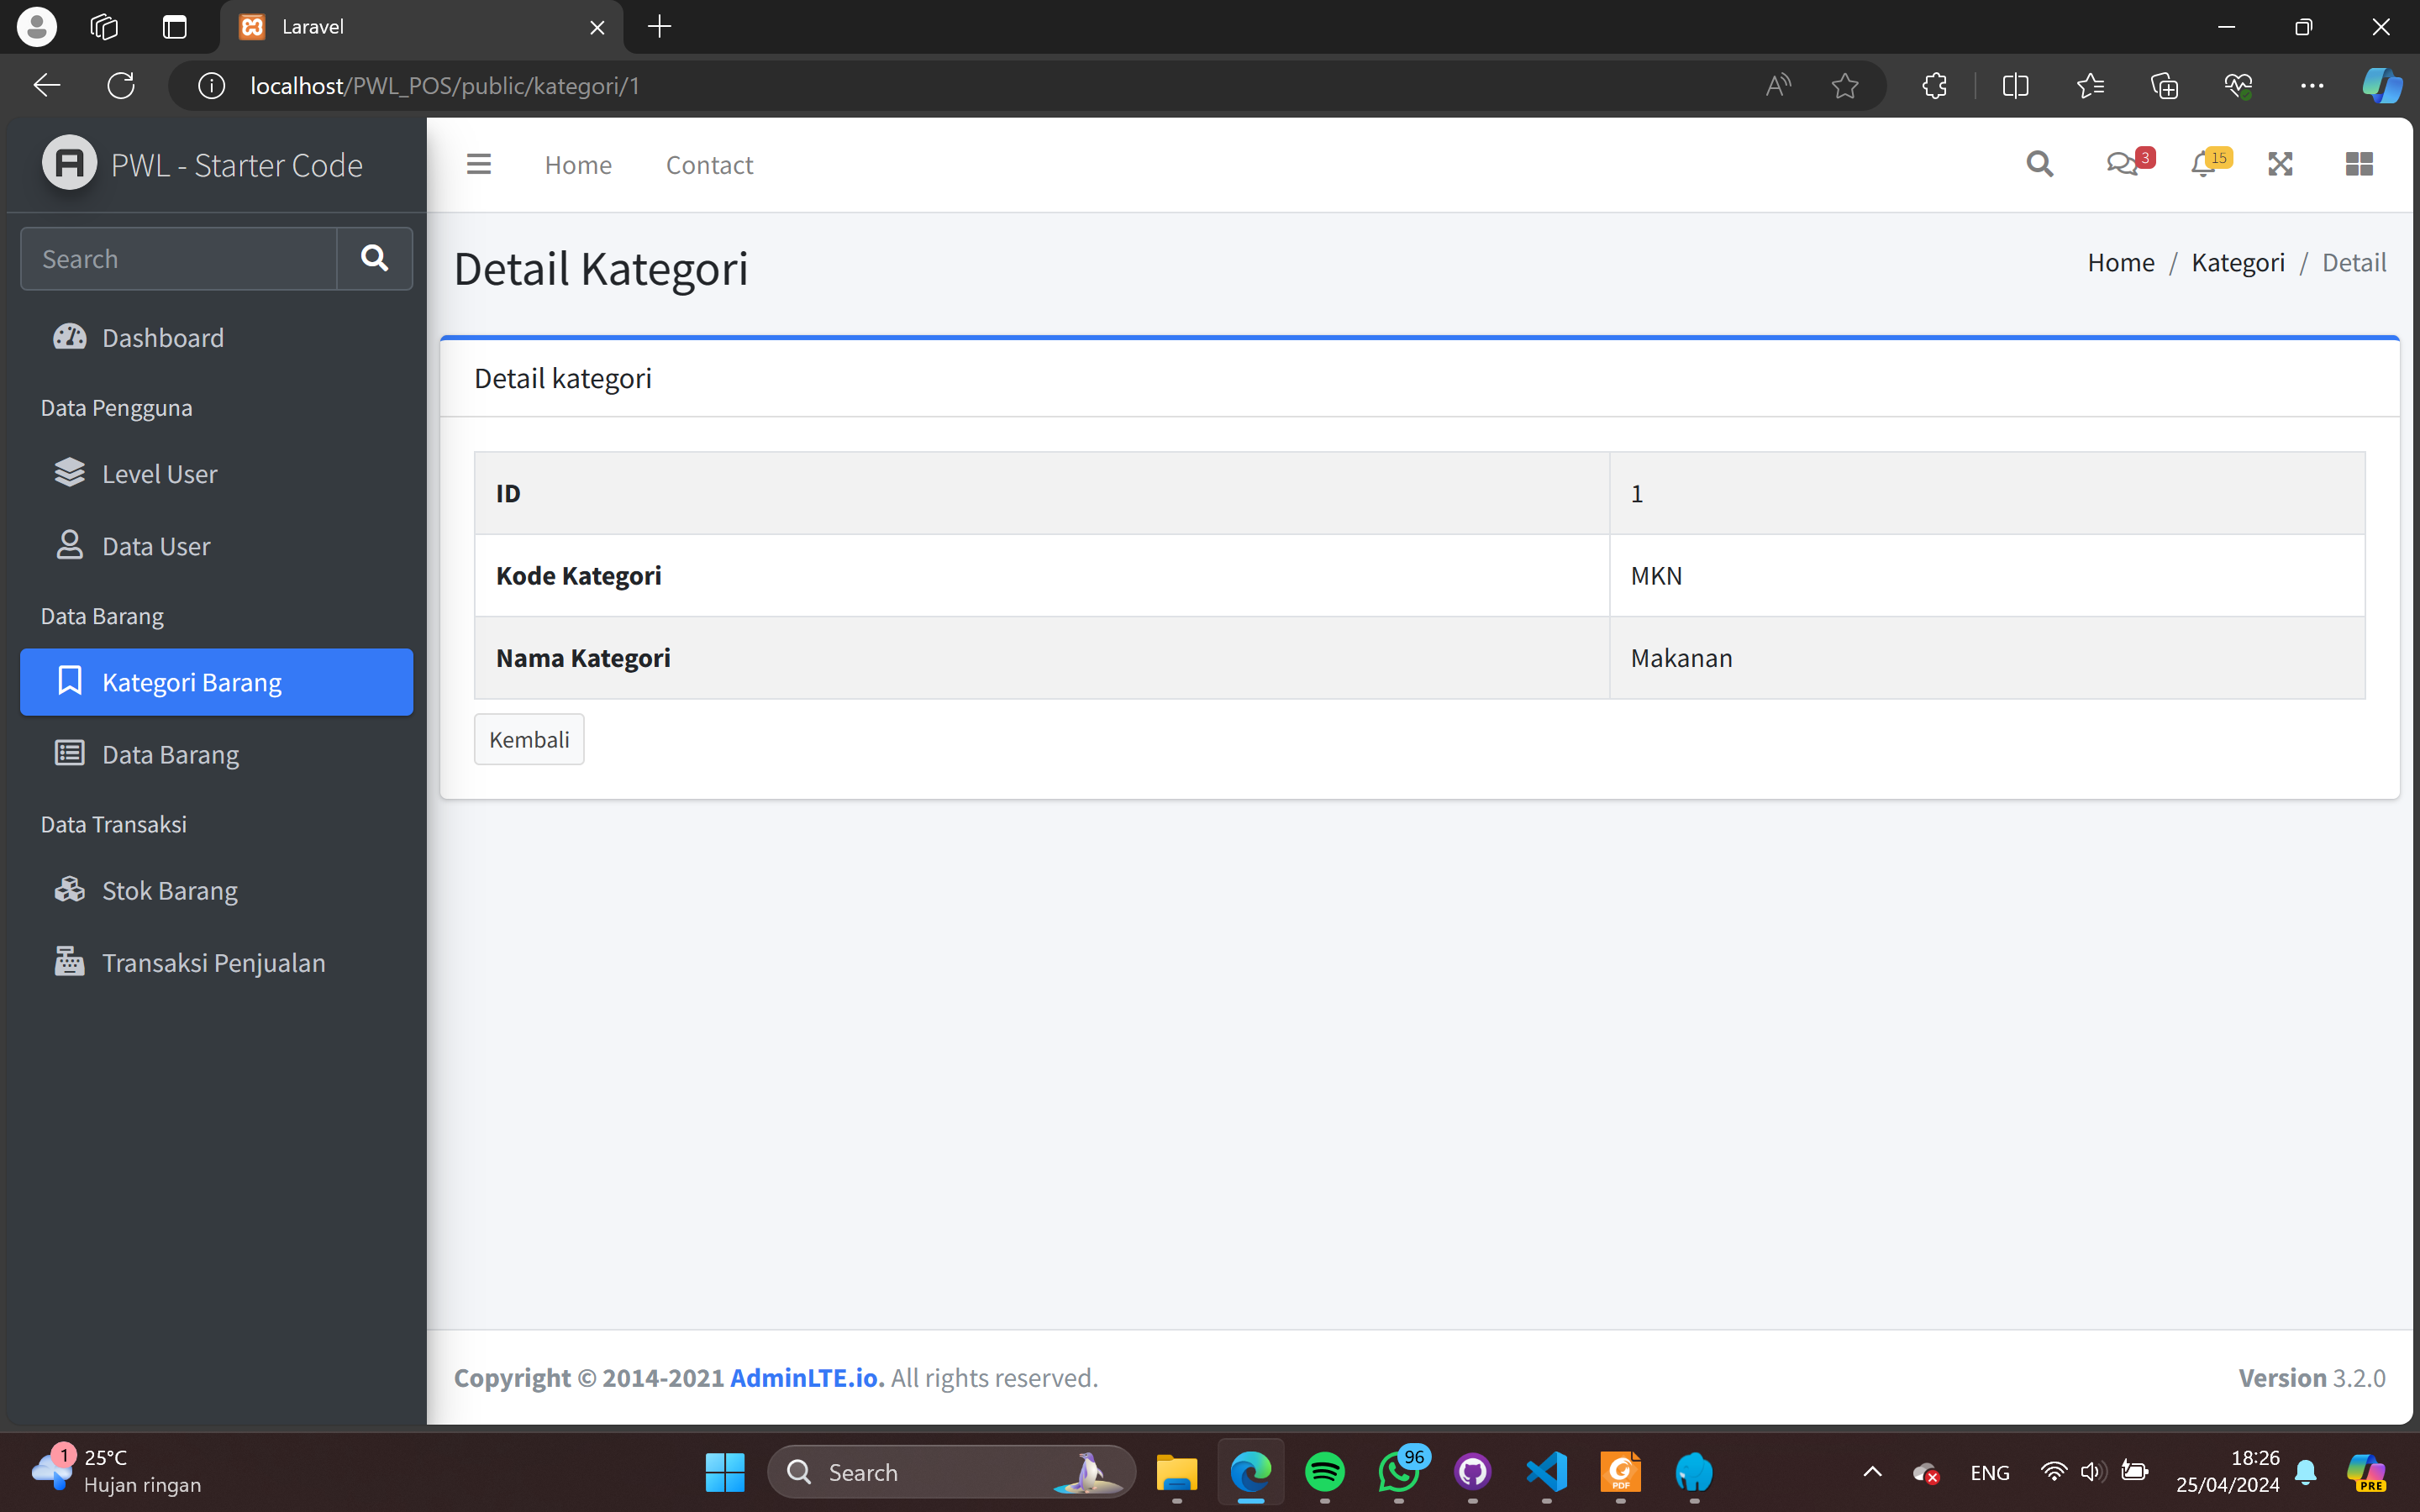 Laravel
localhost/PWL_POS/public/kategori/1
PWL - Starter Code
Search
Dashboard
Data Pengguna
Level User
Data User
Data Barang
Kategori Barang
Data Barang
Data Transaksi
Stok Barang
Transaksi Penjualan
Home Contact
3
15
Detail Kategori
Home / Kategori / Detail
Detail kategori
ID 1
Kode Kategori MKN
Nama Kategori Makanan
Kembali
Copyright © 2014-2021 AdminLTE.io. All rights reserved.
Version 3.2.0
1
25°C
Hujan ringan
Search
96
PDF
ENG
18:26
25/04/2024
PRE